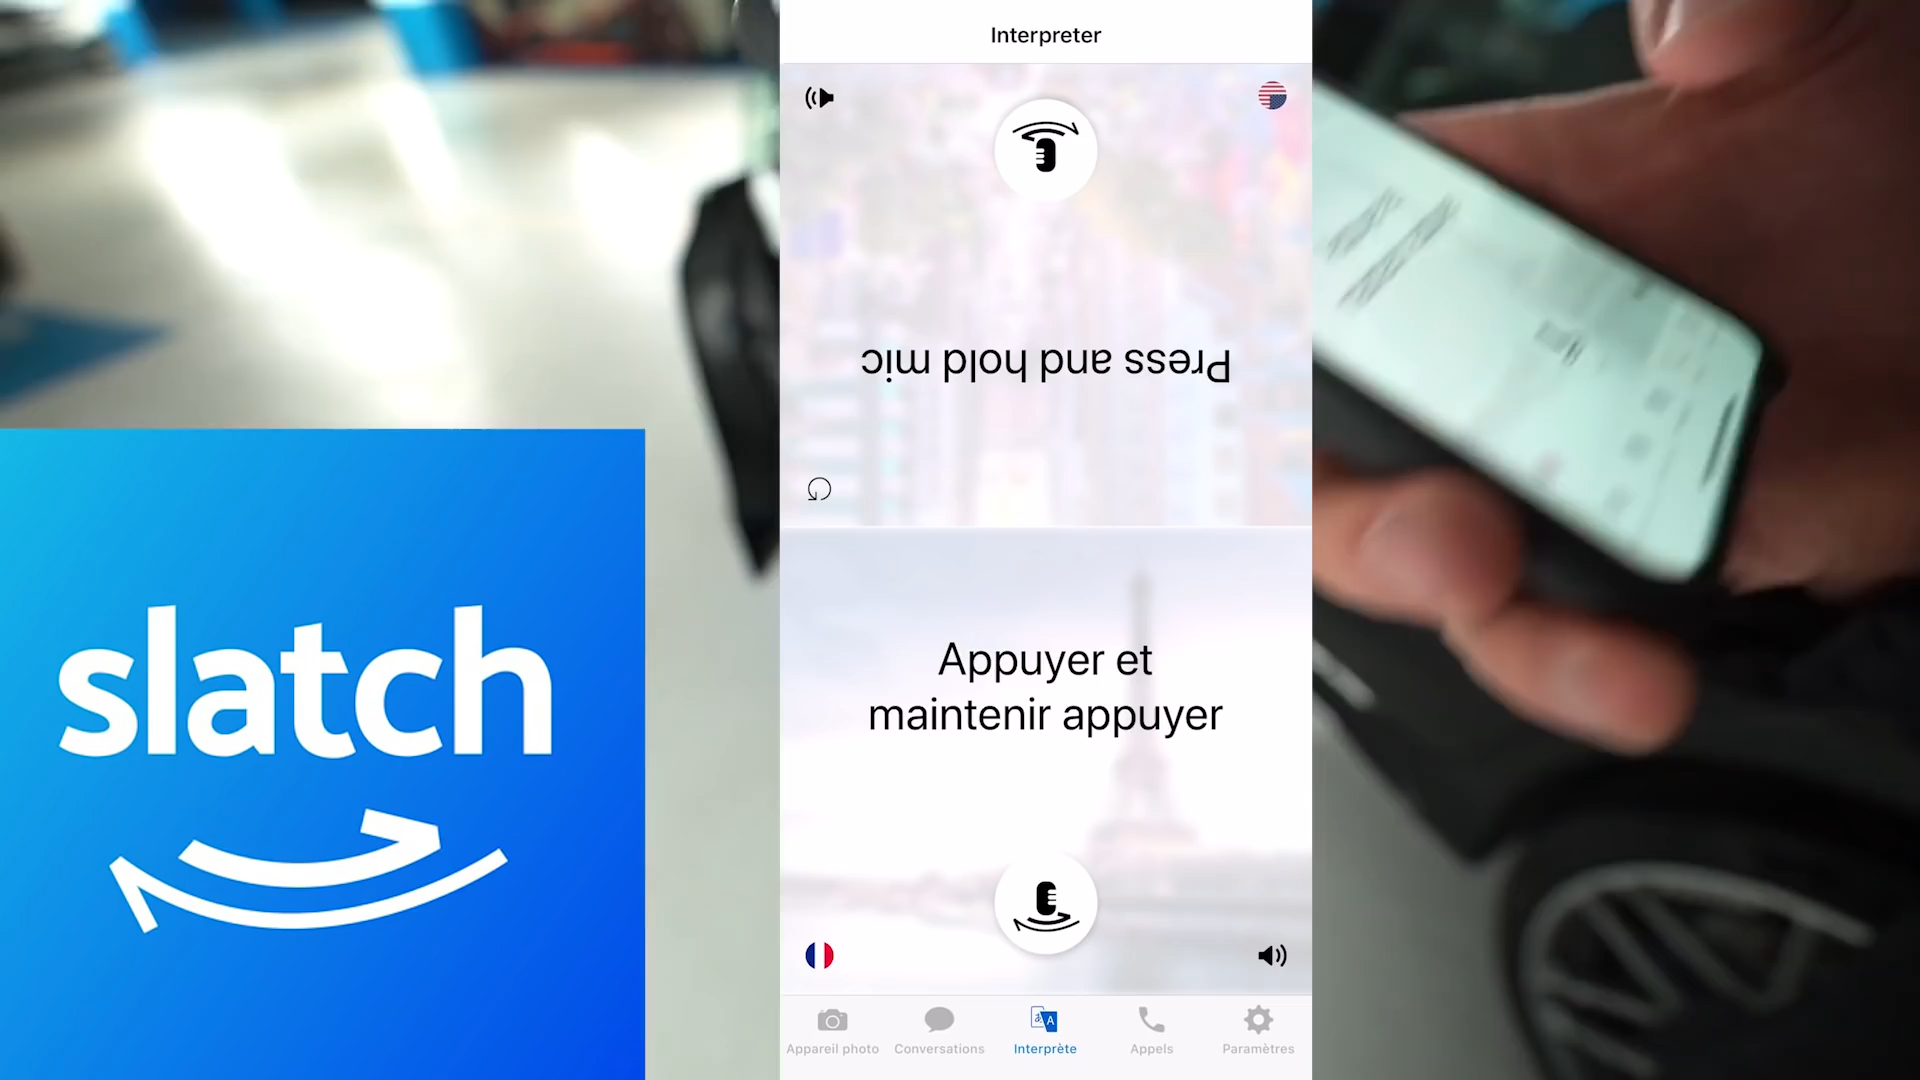 Interpreter
Press and hold mic
Appuyer et
maintenir appuyer
Appareil photo
Conversations
Interprète
Appels
Paramètres
slatch